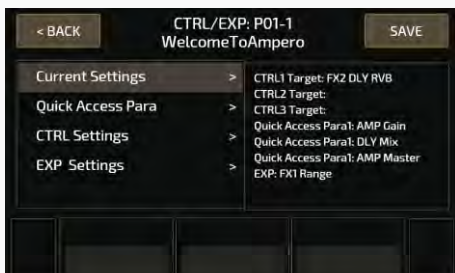 < BACK
CTRL/EXP: P01-1
WelcomeToAmpero
SAVE
Current Settings >
Quick Access Para >
CTRL Settings >
EXP Settings >
CTRL1 Target: FX2 DLY RVB
CTRL2 Target:
CTRL3 Target:
Quick Access Para1: AMP Gain
Quick Access Para1: DLY Mix
Quick Access Para1: AMP Master
EXP: FX1 Range